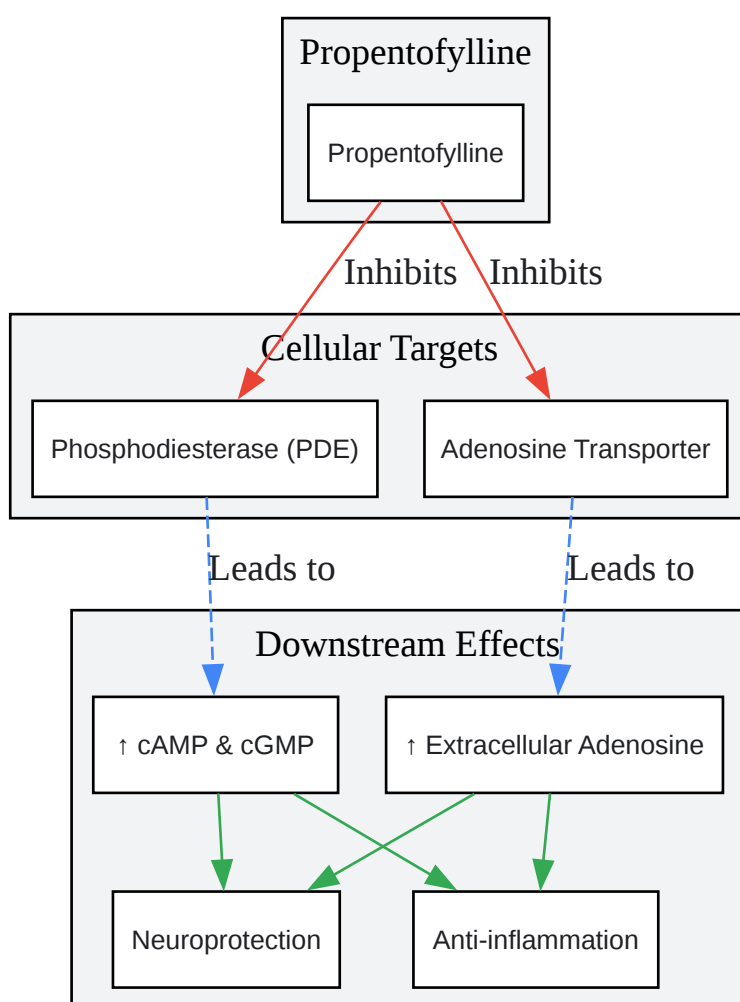 Propentofylline
Propentofylline
Inhibits
Inhibits
Cellular Targets
Phosphodiesterase (PDE)
Adenosine Transporter
Leads to
Leads to
Downstream Effects
↑ cAMP & cGMP
↑ Extracellular Adenosine
Neuroprotection
Anti-inflammation